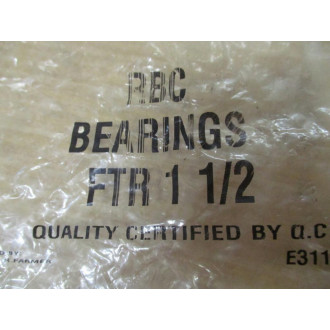 RBC
BEARINGS
FTR 1 1/2
QUALITY CERTIFIED BY Q.C
E311